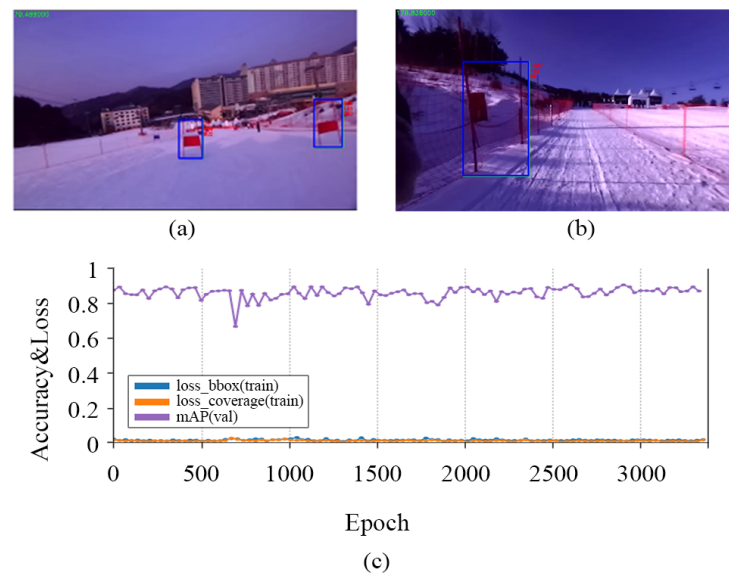 (a)
(b)
Accuracy&Loss
1
0.8
0.6
0.4
0.2
0
loss_bbox(train)
loss_coverage(train)
mAP(val)
0 500 1000 1500 2000 2500 3000
Epoch
(c)